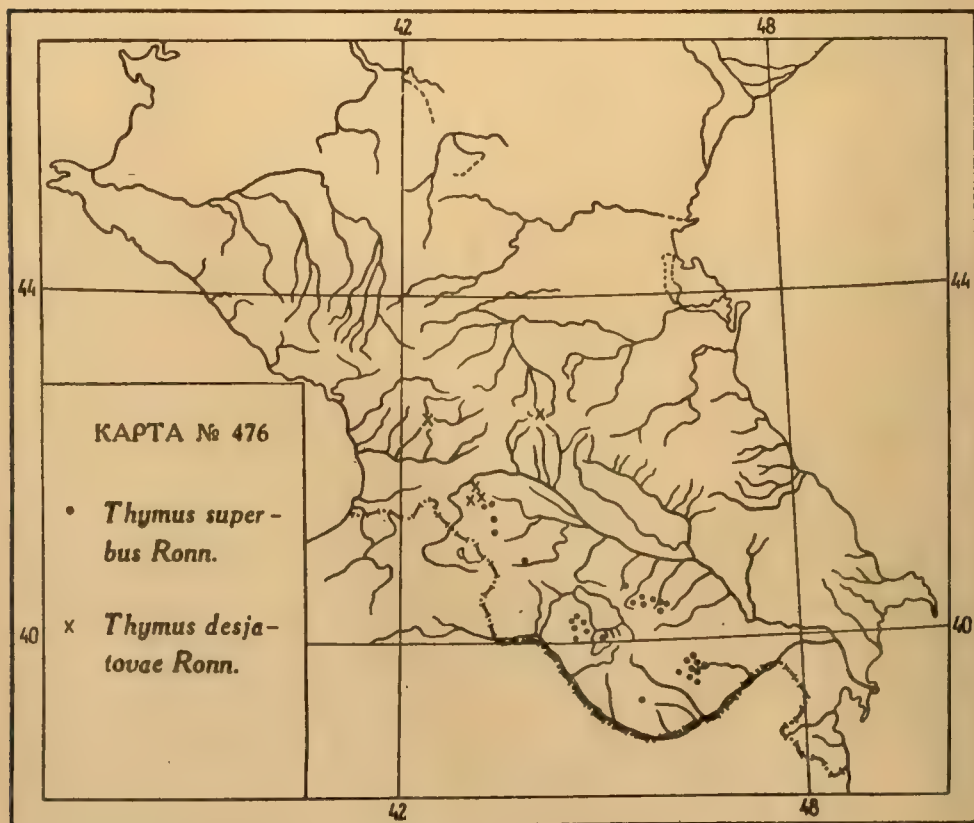 42 48
44 44
КАРТА № 476
• Thymus super-
bus Ronn.
40 40
x Thymus desja-
tovae Ronn.
42 48